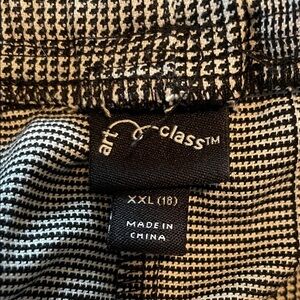 art class™
XXL (18)
MADE IN
CHINA